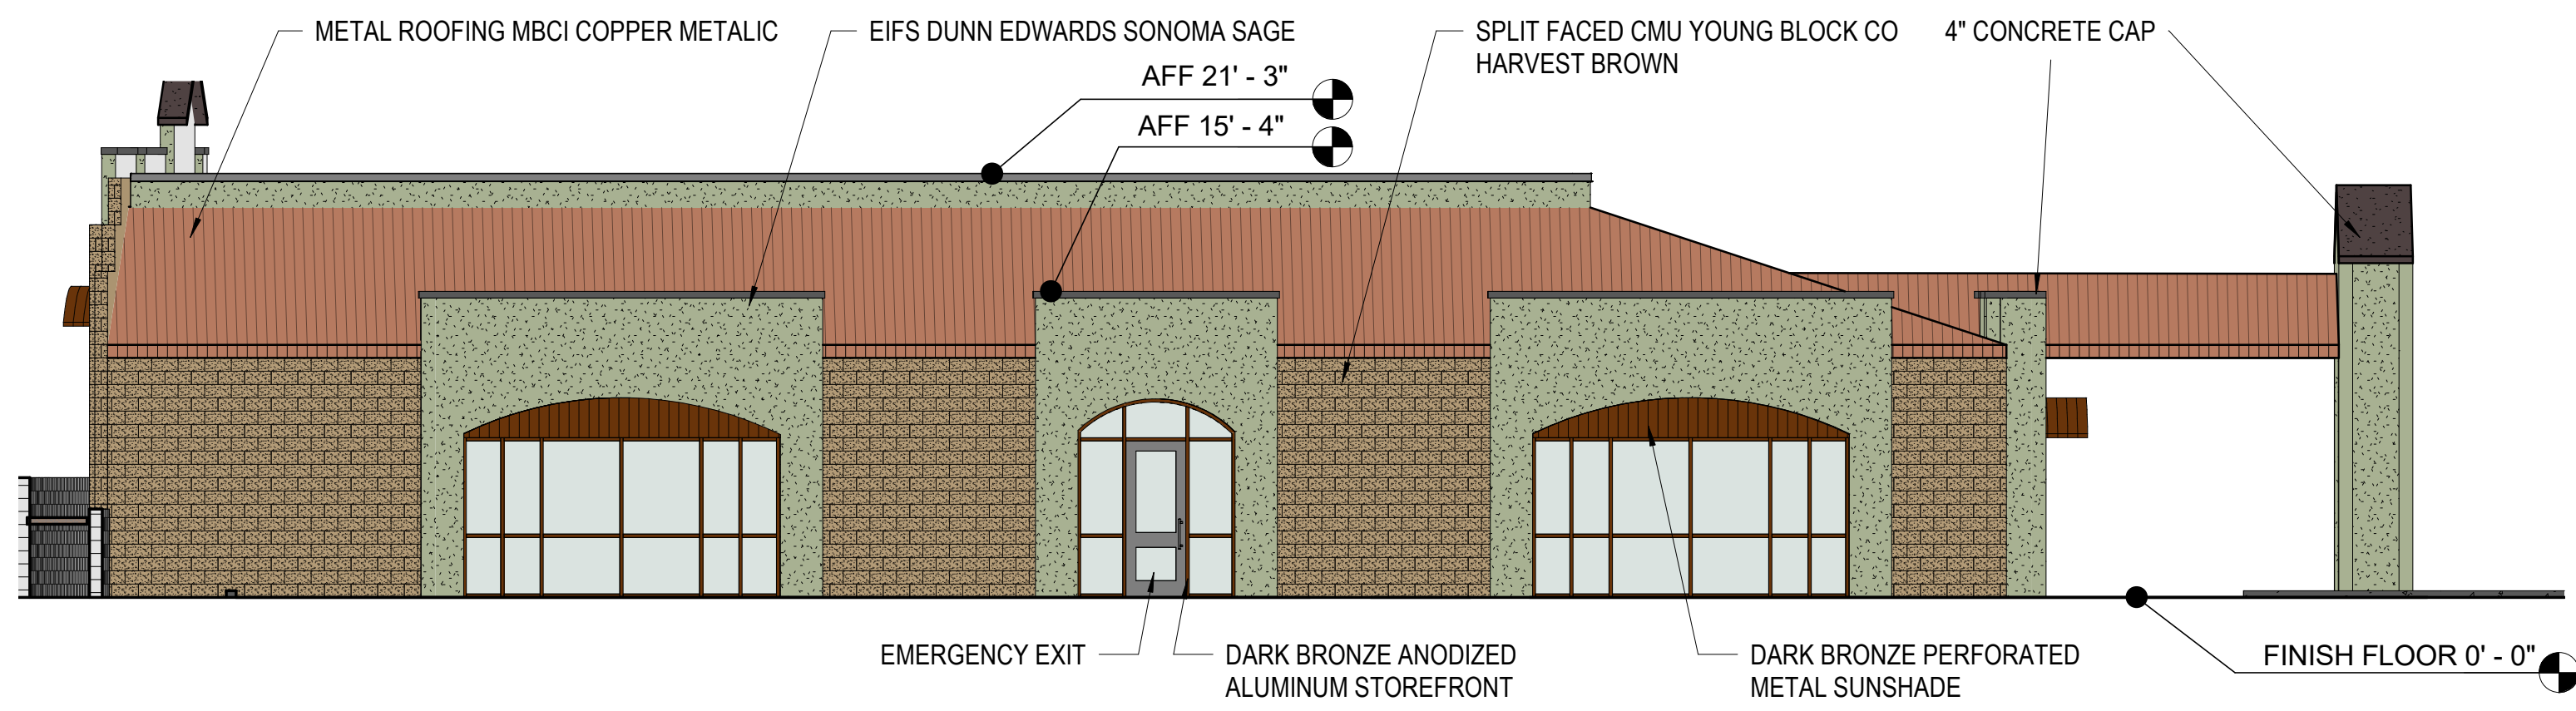 METAL ROOFING MBCI COPPER METALIC
EIFS DUNN EDWARDS SONOMA SAGE
SPLIT FACED CMU YOUNG BLOCK CO
HARVEST BROWN
4" CONCRETE CAP
AFF 21' - 3"
AFF 15' - 4"
EMERGENCY EXIT
DARK BRONZE ANODIZED
ALUMINUM STOREFRONT
DARK BRONZE PERFORATED
METAL SUNSHADE
FINISH FLOOR 0' - 0"